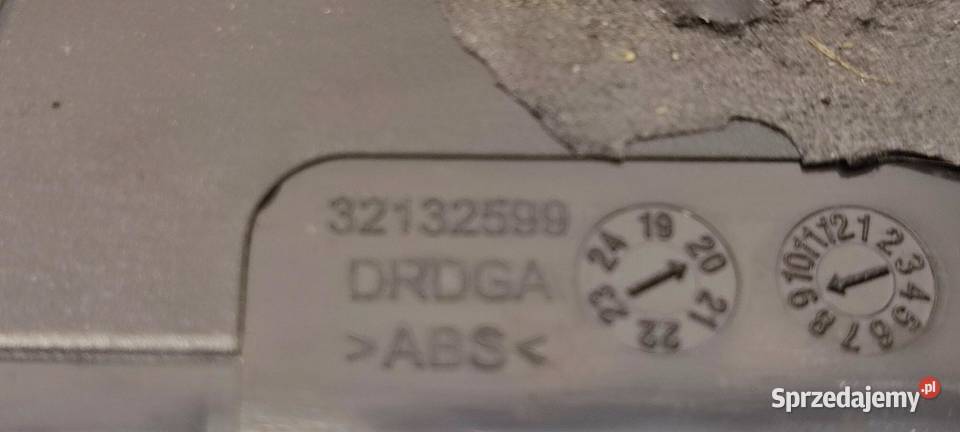 32132599
DRDGA
>ABS<
19 20 21 22 23 24
12 1 2 3 4 5 6 7 8 9 10 11
Sprzedajemy.pl